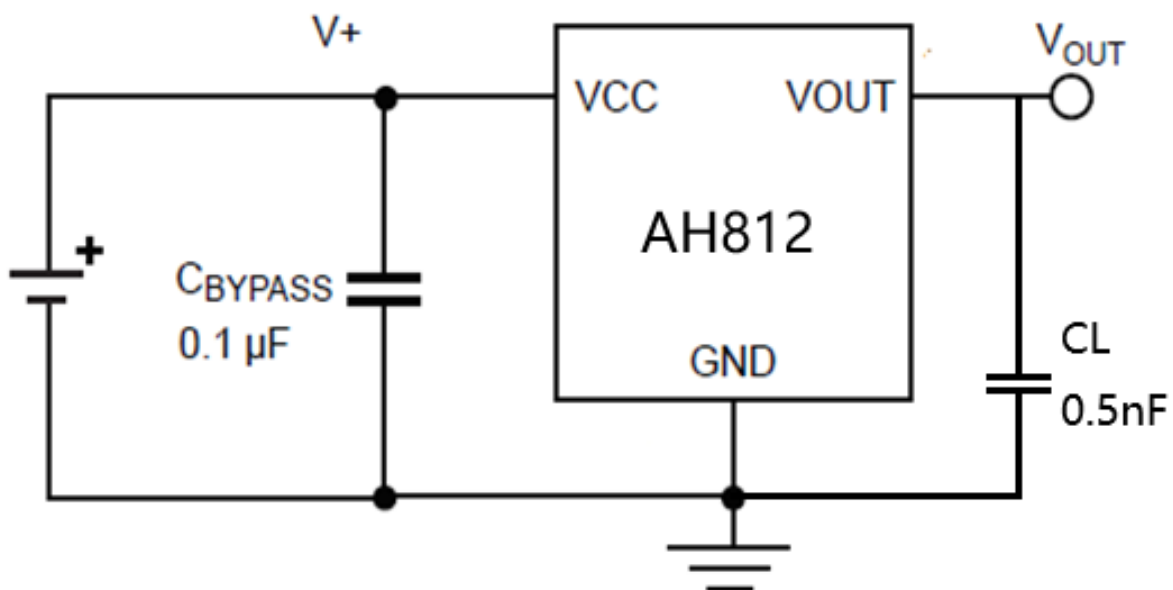 V+
VCC
VOUT
VOUT
AH812
CBYPASS
0.1 µF
GND
CL
0.5nF
+